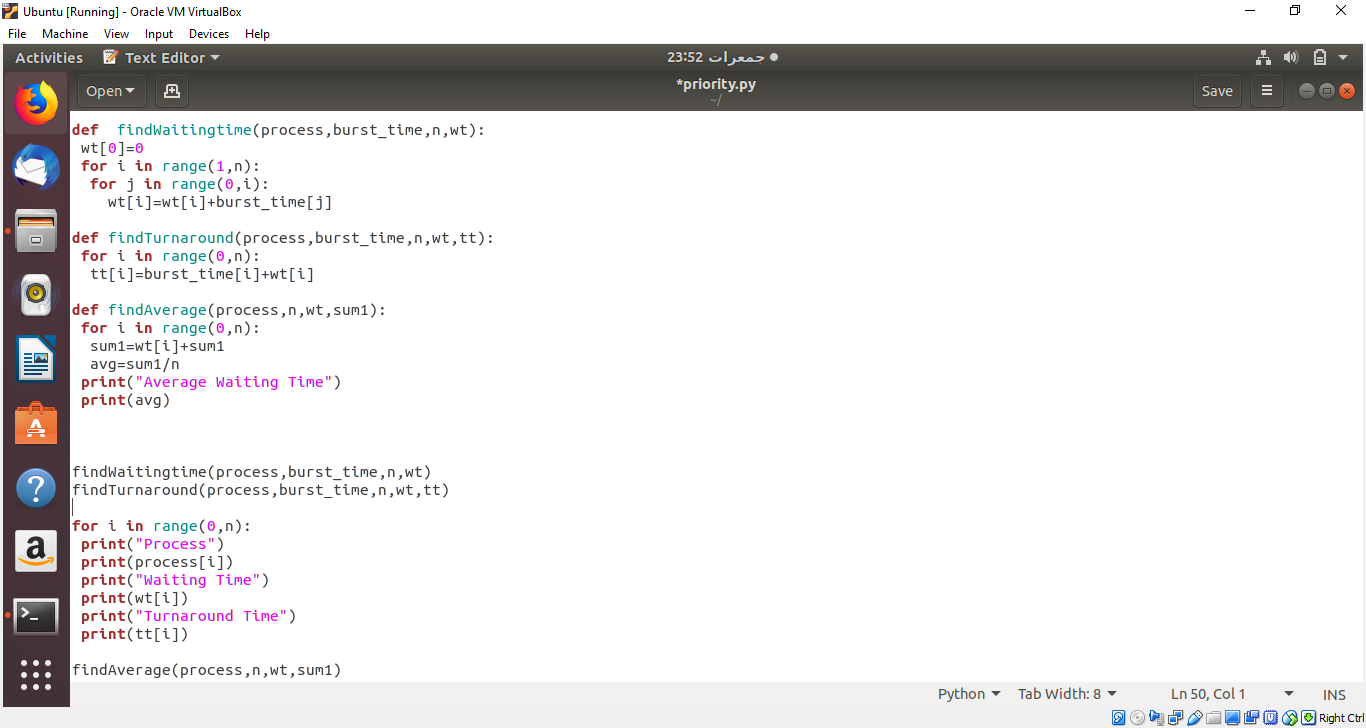 Ubuntu [Running] - Oracle VM VirtualBox
File Machine View Input Devices Help
Activities Text Editor 23:52 جمعرات
Open *priority.py Save
~/
def  findWaitingtime(process,burst_time,n,wt):
 wt[0]=0
 for i in range(1,n):
  for j in range(0,i):
    wt[i]=wt[i]+burst_time[j]
def findTurnaround(process,burst_time,n,wt,tt):
 for i in range(0,n):
  tt[i]=burst_time[i]+wt[i]
def findAverage(process,n,wt,sum1):
 for i in range(0,n):
  sum1=wt[i]+sum1
  avg=sum1/n
 print("Average Waiting Time")
 print(avg)
findWaitingtime(process,burst_time,n,wt)
findTurnaround(process,burst_time,n,wt,tt)
for i in range(0,n):
 print("Process")
 print(process[i])
 print("Waiting Time")
 print(wt[i])
 print("Turnaround Time")
 print(tt[i])
findAverage(process,n,wt,sum1)
Python Tab Width: 8 Ln 50, Col 1 INS
Right Ctrl